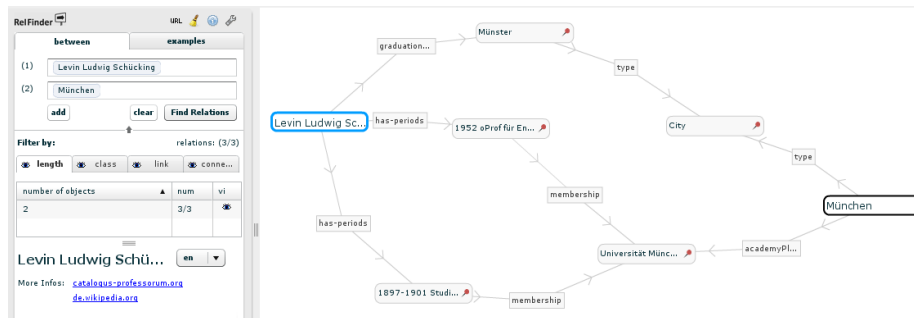 RelFinder
URL
between
examples
(1) Levin Ludwig Schücking
(2) München
add
clear
Find Relations
Filter by:
relations: (3/3)
length
class
link
conne...
number of objects
num
vi
2
3/3
Levin Ludwig Schü...
en
More Infos: catalogus-professorum.org
de.wikipedia.org
Münster
graduation...
type
Levin Ludwig Sc...
has-periods
1952 oProf für En...
City
type
membership
München
has-periods
Universität Münc...
academyPl...
1897-1901 Studi...
membership